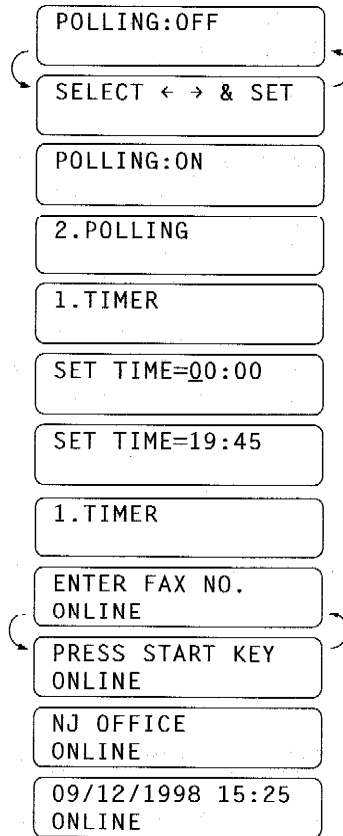 POLLING:OFF
SELECT ← → & SET
POLLING:ON
2.POLLING
1.TIMER
SET TIME=00:00
SET TIME=19:45
1.TIMER
ENTER FAX NO.
ONLINE
PRESS START KEY
ONLINE
NJ OFFICE
ONLINE
09/12/1998 15:25
ONLINE